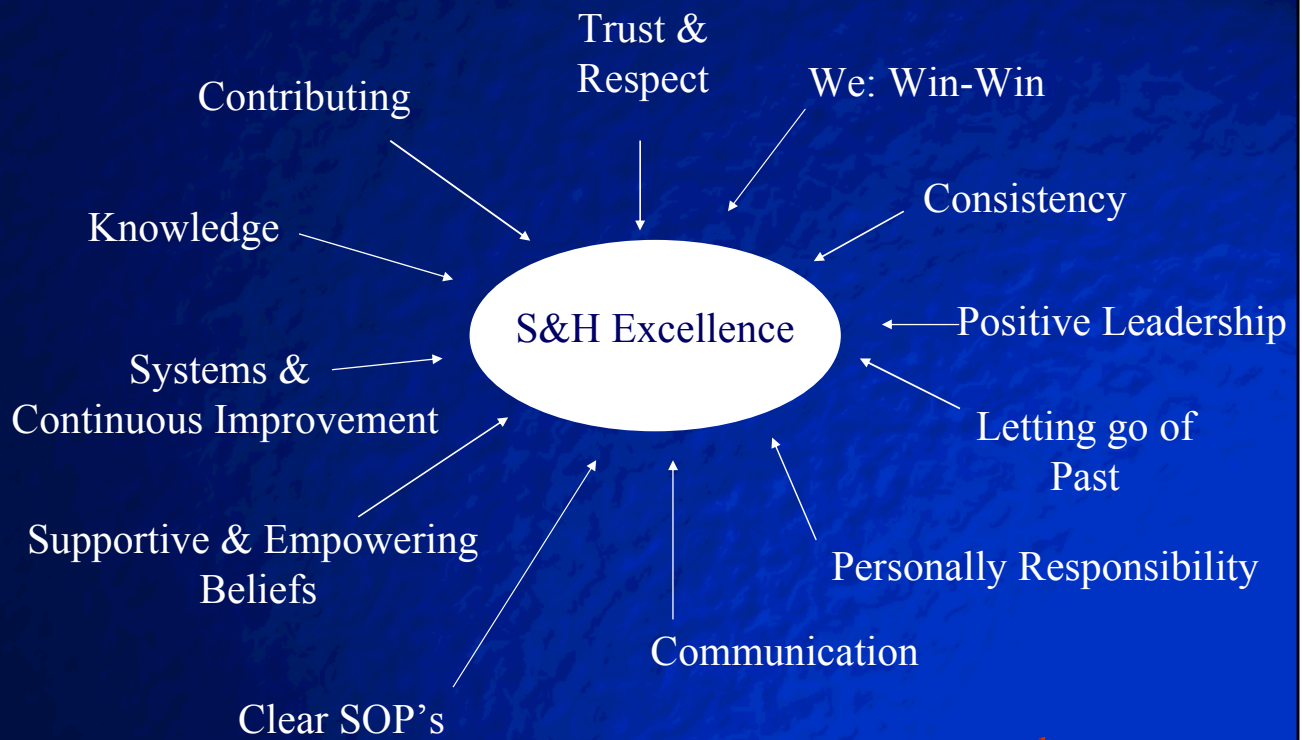 Trust &
Respect
We: Win-Win
Contributing
Consistency
Knowledge
Positive Leadership
S&H Excellence
Systems &
Continuous Improvement
Letting go of
Past
Supportive & Empowering
Beliefs
Personally Responsibility
Communication
Clear SOP's